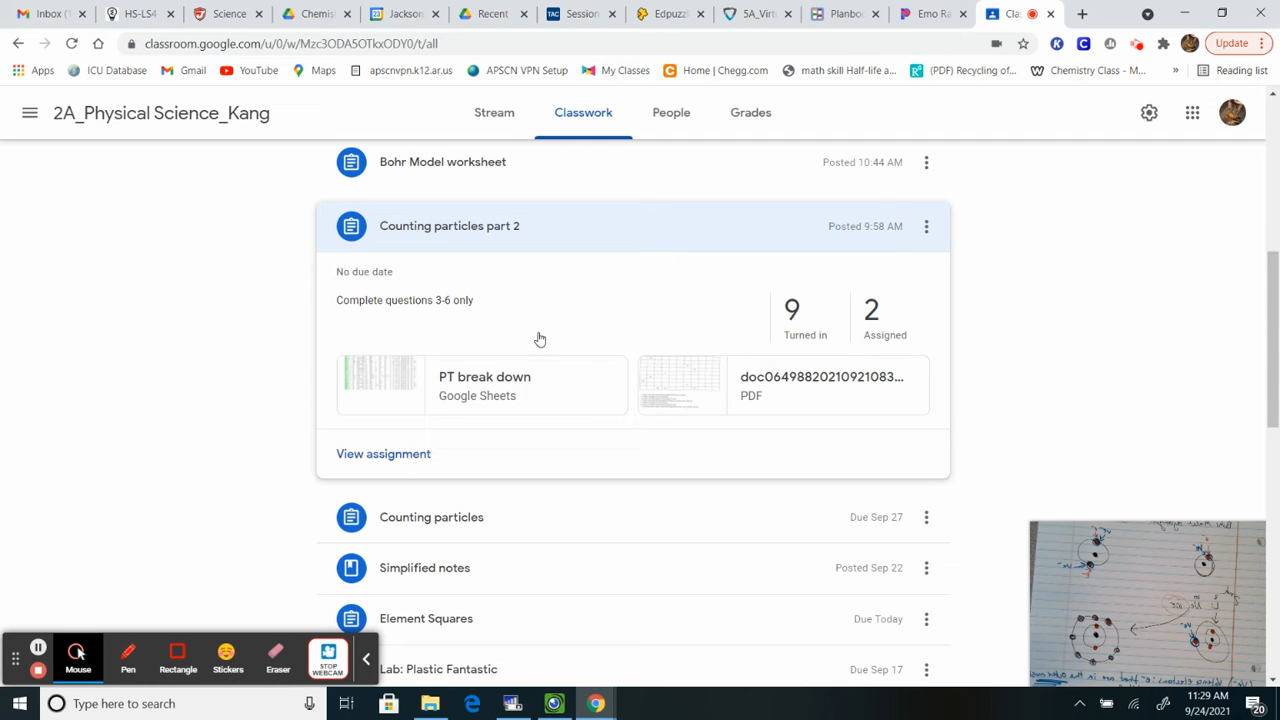 Inbox (1
HS-LS4
Science
Chemis
Jackson
Recent
Session
Edpuzzl
5A_Virtu
Planboo
Emo Ra
Cla
classroom.google.com/u/0/w/Mzc3ODA5OTkxODY0/t/all
Update
Apps
ICU Database
Gmail
YouTube
Maps
apscnvpn.k12.ar.us
APSCN VPN Setup
My Classes
Home | Chegg.com
math skill Half-life a...
(PDF) Recycling of...
Chemistry Class - M...
»
Reading list
2A_Physical Science_Kang
Stream
Classwork
People
Grades
Bohr Model worksheet
Posted 10:44 AM
Counting particles part 2
Posted 9:58 AM
No due date
Complete questions 3-6 only
9
Turned in
2
Assigned
PT break down
Google Sheets
doc06498820210921083...
PDF
View assignment
Counting particles
Due Sep 27
Simplified notes
Posted Sep 22
Element Squares
Due Today
Lab: Plastic Fantastic
Due Sep 17
Mouse
Pen
Rectangle
Stickers
Eraser
STOP
WEBCAM
Type here to search
11:29 AM
9/24/2021
20